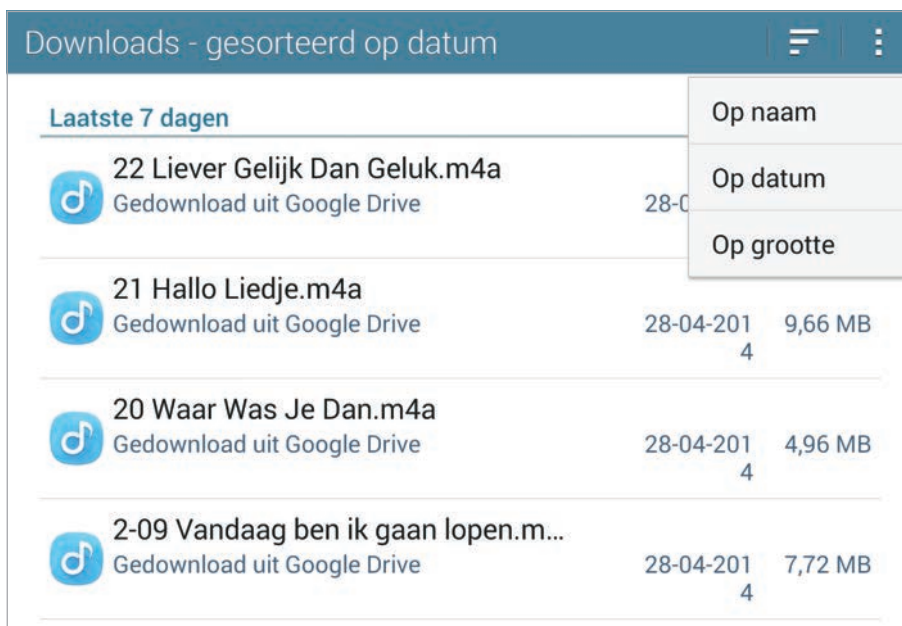 Downloads - gesorteerd op datum
Op naam
Op datum
Op grootte
Laatste 7 dagen
22 Liever Gelijk Dan Geluk.m4a
Gedownload uit Google Drive
28-0
21 Hallo Liedje.m4a
Gedownload uit Google Drive
28-04-201
4
9,66 MB
20 Waar Was Je Dan.m4a
Gedownload uit Google Drive
28-04-201
4
4,96 MB
2-09 Vandaag ben ik gaan lopen.m...
Gedownload uit Google Drive
28-04-201
4
7,72 MB